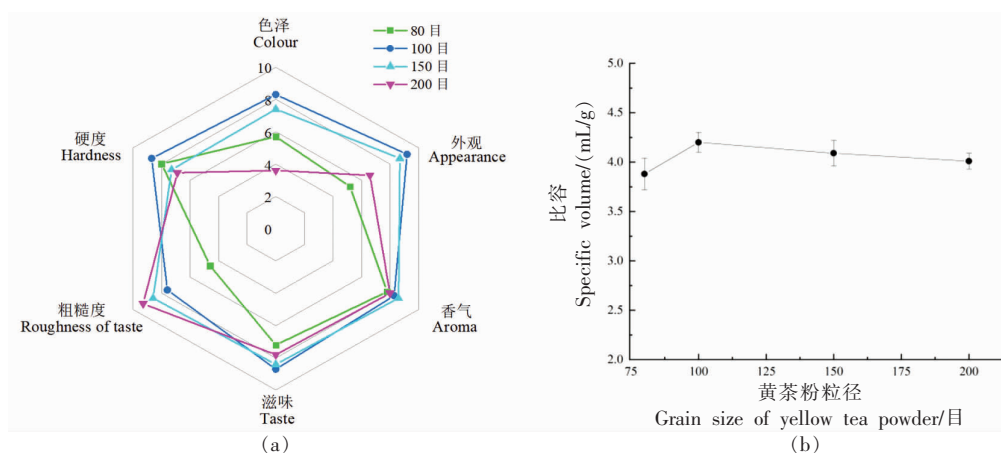 色泽
Colour
80 目
100 目
150 目
200 目
10
8
6
4
2
0
硬度
Hardness
外观
Appearance
粗糙度
Roughness of taste
香气
Aroma
滋味
Taste
(a)
5.0
4.5
4.0
3.5
3.0
2.5
2.0
比容
Specific volume/(mL/g)
75 100 125 150 175 200
黄茶粉粒径
Grain size of yellow tea powder/目
(b)